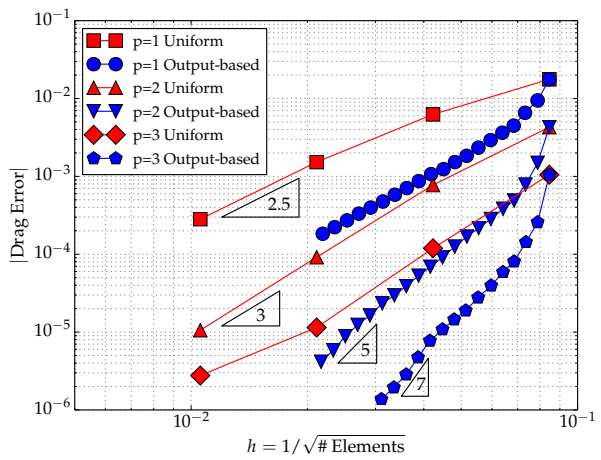 p=1 Uniform
p=1 Output-based
p=2 Uniform
p=2 Output-based
p=3 Uniform
p=3 Output-based
10⁻¹
10⁻²
10⁻³
10⁻⁴
10⁻⁵
10⁻⁶
|Drag Error|
2.5
3
5
7
10⁻²
10⁻¹
h = 1/√# Elements